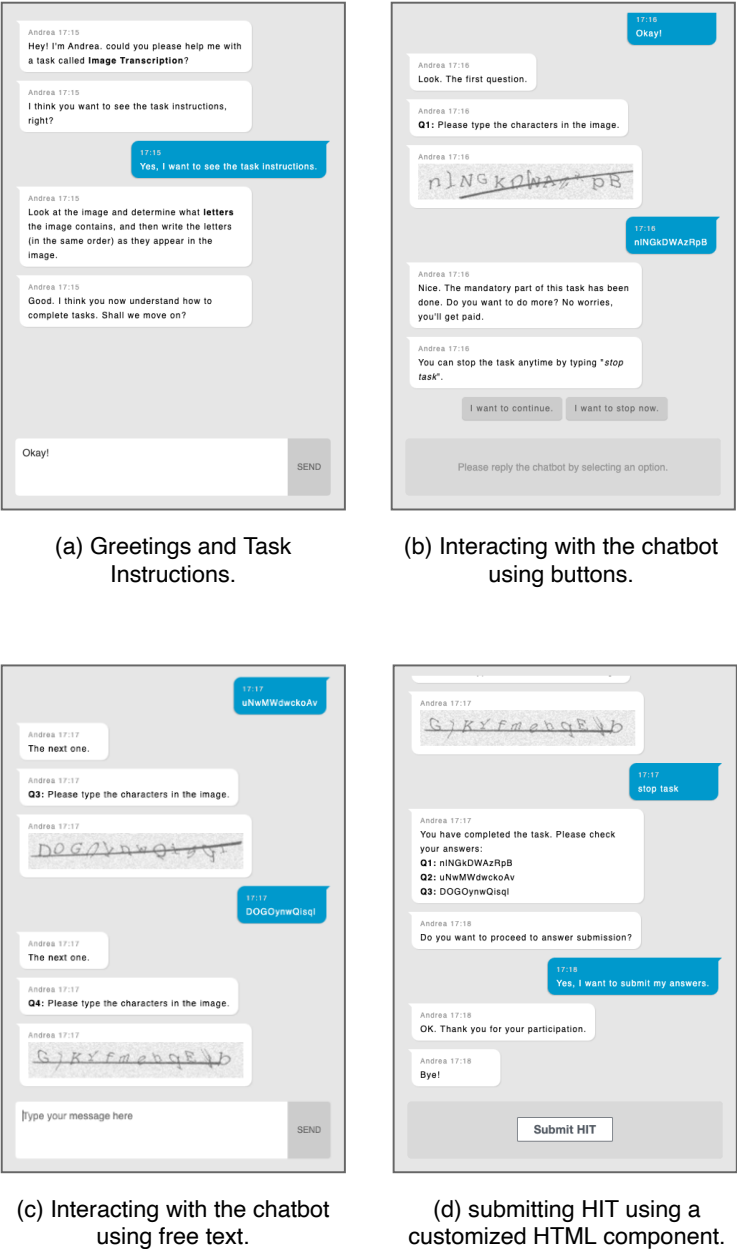 Andrea 17:15
Hey! I'm Andrea. could you please help me with
a task called Image Transcription?
Andrea 17:15
I think you want to see the task instructions,
right?
17:15
Yes, I want to see the task instructions.
Andrea 17:15
Look at the image and determine what letters
the image contains, and then write the letters
(in the same order) as they appear in the
image.
Andrea 17:15
Good. I think you now understand how to
complete tasks. Shall we move on?
Okay!
SEND
(a) Greetings and Task
Instructions.
17:16
Okay!
Andrea 17:16
Look. The first question.
Andrea 17:16
Q1: Please type the characters in the image.
Andrea 17:16
17:16
nINGkDWAzRpB
Andrea 17:16
Nice. The mandatory part of this task has been
done. Do you want to do more? No worries,
you'll get paid.
Andrea 17:16
You can stop the task anytime by typing "stop
task".
I want to continue. I want to stop now.
Please reply the chatbot by selecting an option.
(b) Interacting with the chatbot
using buttons.
17:17
uNwMWdwckoAv
Andrea 17:17
The next one.
Andrea 17:17
Q3: Please type the characters in the image.
Andrea 17:17
17:17
DOGOynwQisqI
Andrea 17:17
The next one.
Andrea 17:17
Q4: Please type the characters in the image.
Andrea 17:17
Type your message here
SEND
(c) Interacting with the chatbot
using free text.
Andrea 17:17
17:17
stop task
Andrea 17:17
You have completed the task. Please check
your answers:
Q1: nINGkDWAzRpB
Q2: uNwMWdwckoAv
Q3: DOGOynwQisqI
Andrea 17:18
Do you want to proceed to answer submission?
17:18
Yes, I want to submit my answers.
Andrea 17:18
OK. Thank you for your participation.
Andrea 17:18
Bye!
Submit HIT
(d) submitting HIT using a
customized HTML component.